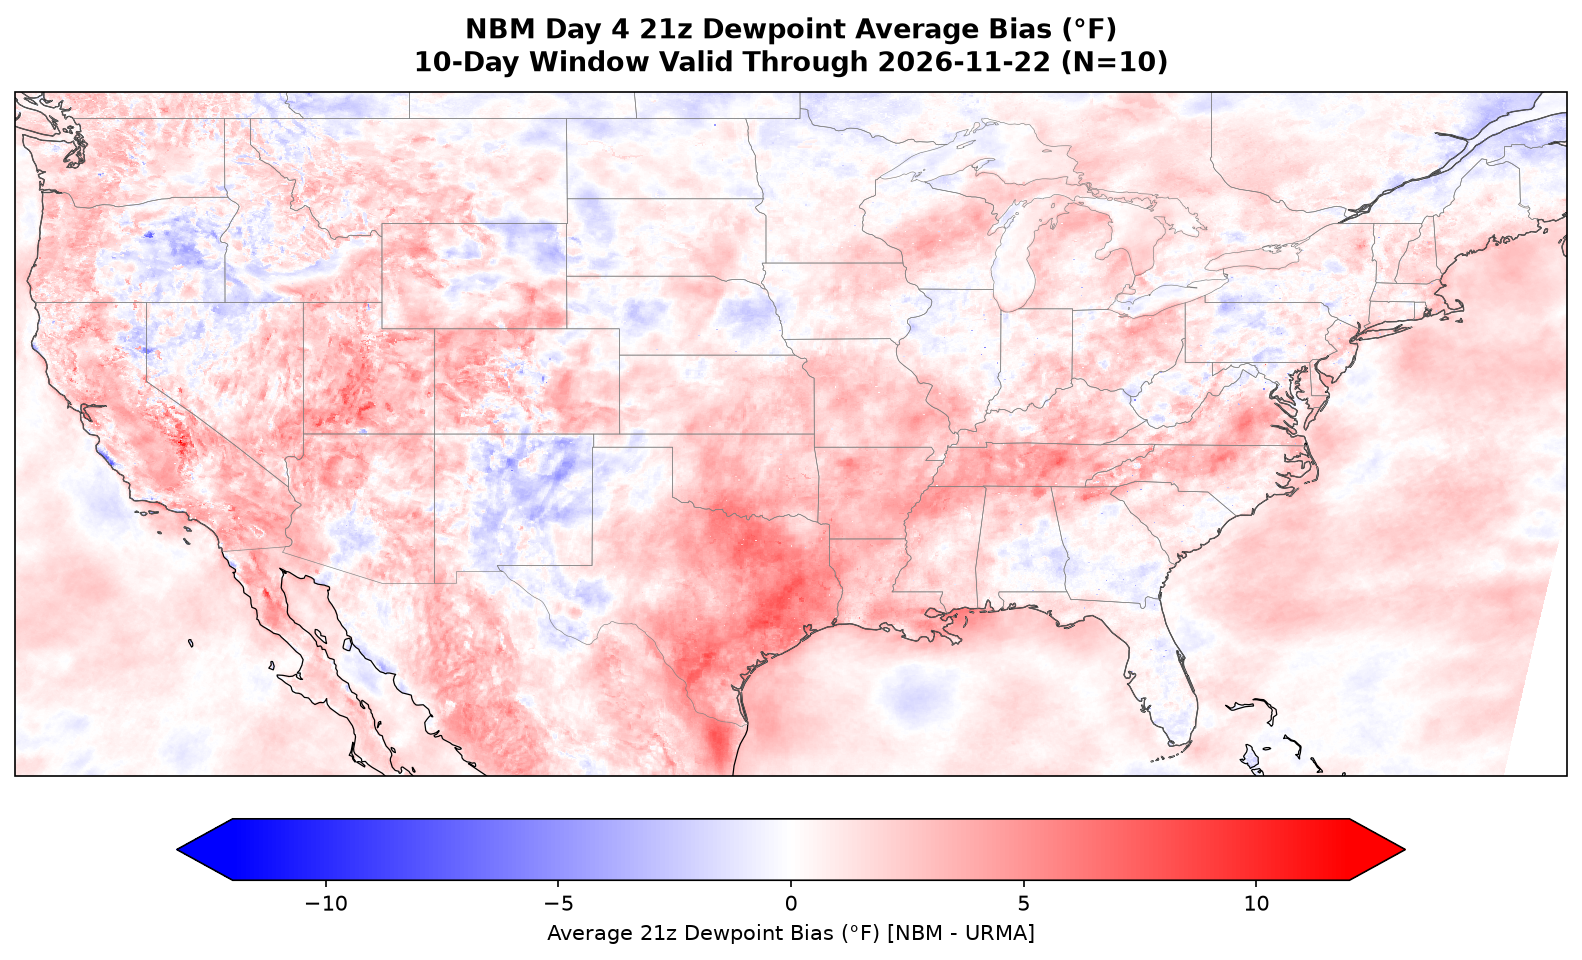 NBM Day 4 21z Dewpoint Average Bias (°F)
10-Day Window Valid Through 2026-11-22 (N=10)
−10 −5 0 5 10
Average 21z Dewpoint Bias (°F) [NBM - URMA]